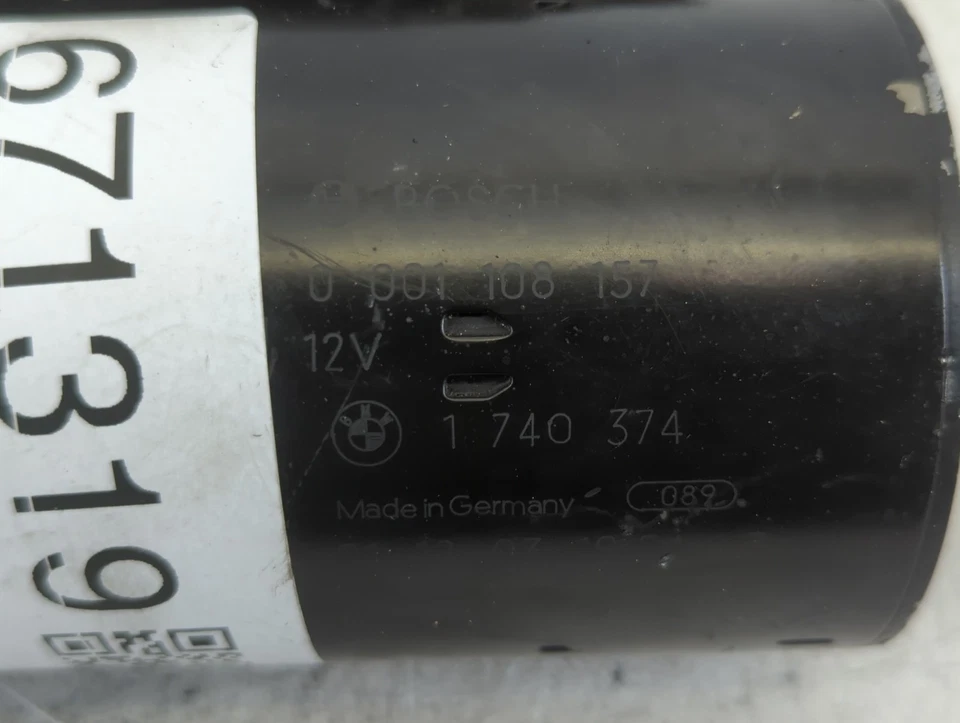 671319
BOSCH
0 001 108 157
12V
1 740 374
Made in Germany 089